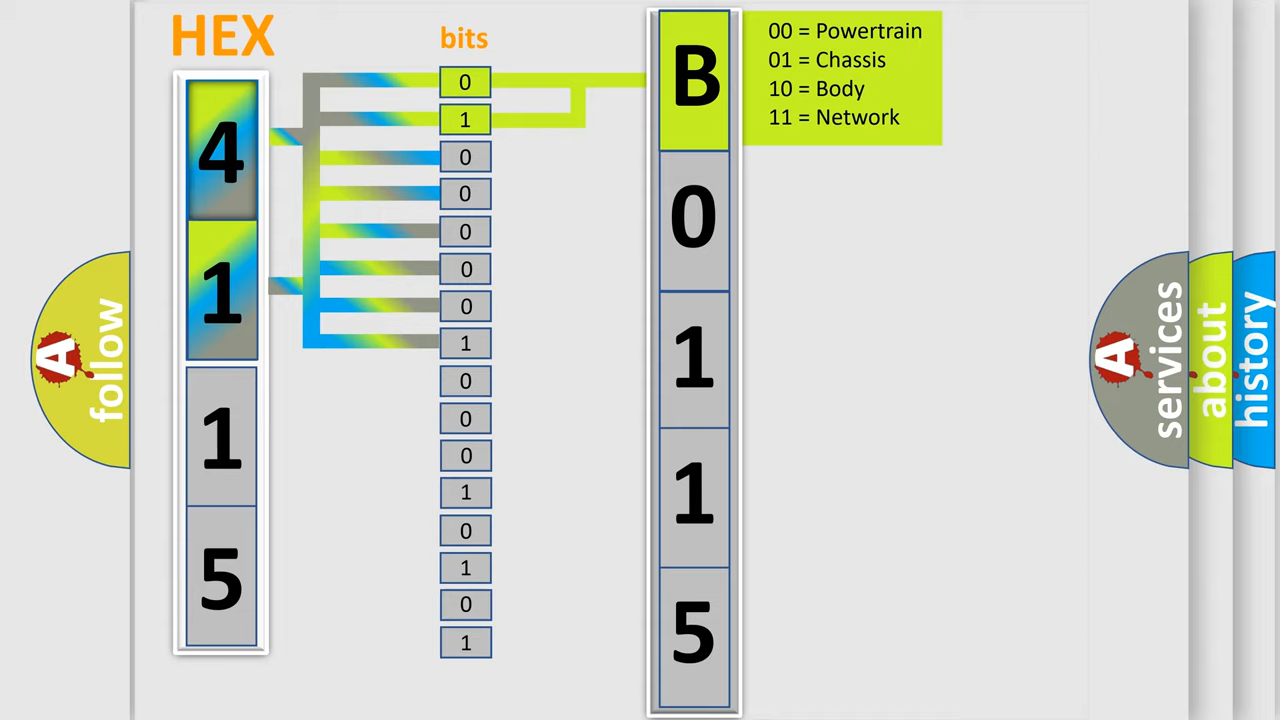 HEX
bits
4
1
1
5
0
1
0
0
0
0
0
1
0
0
0
1
0
1
0
1
B
0
1
1
5
00 = Powertrain
01 = Chassis
10 = Body
11 = Network
A
follow
A
services
about
history